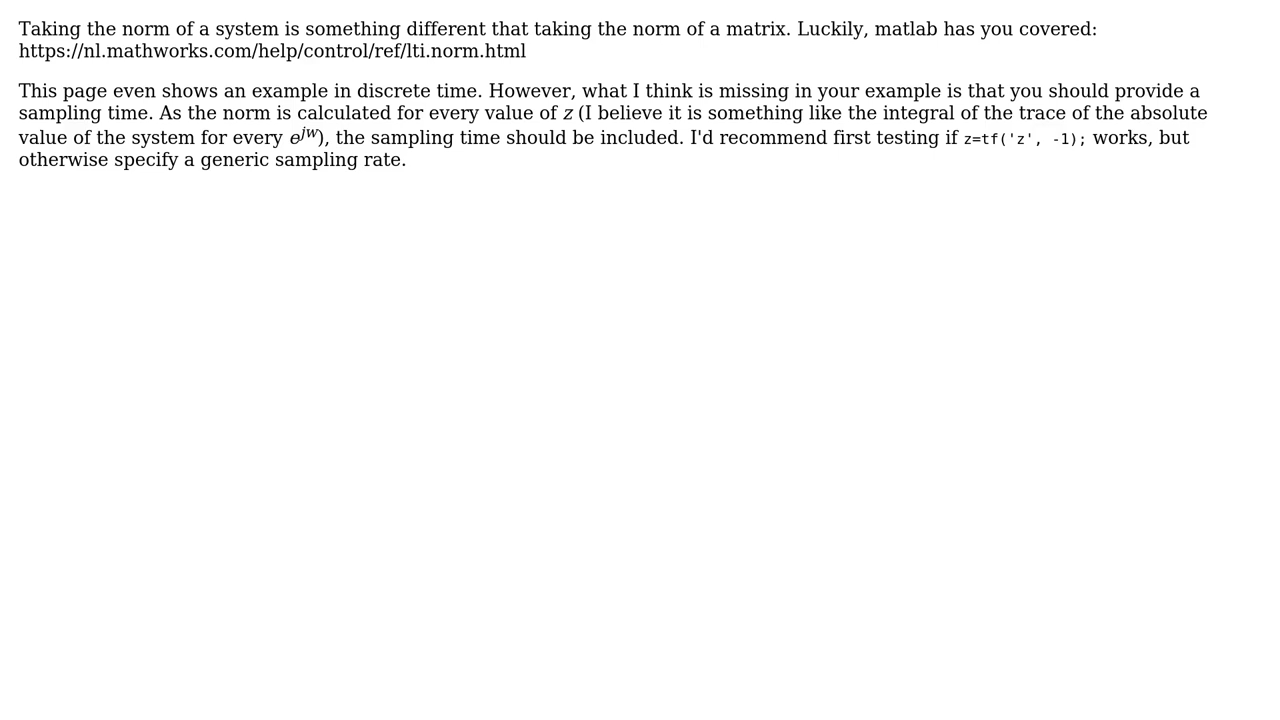 Taking the norm of a system is something different that taking the norm of a matrix. Luckily, matlab has you covered:
https://nl.mathworks.com/help/control/ref/lti.norm.html
This page even shows an example in discrete time. However, what I think is missing in your example is that you should provide a
sampling time. As the norm is calculated for every value of z (I believe it is something like the integral of the trace of the absolute
value of the system for every e^{jw}), the sampling time should be included. I'd recommend first testing if z=tf('z', -1); works, but
otherwise specify a generic sampling rate.